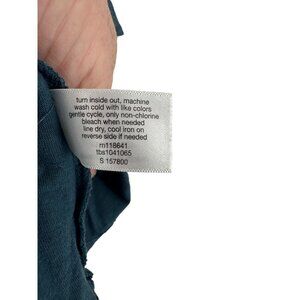 turn inside out, machine
wash cold with like colors
gentle cycle, only non-chlorine
bleach when needed
line dry, cool iron on
reverse side if needed
rn118641
tbs1041065
S 157800